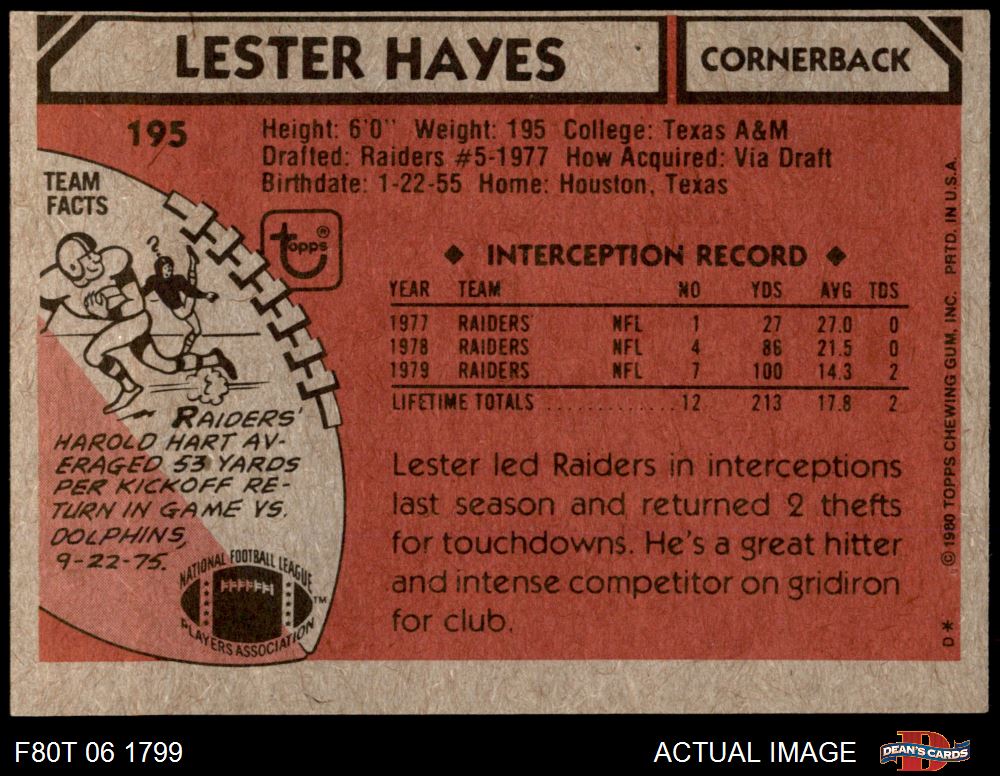 LESTER HAYES
CORNERBACK
195
Height: 6'0" Weight: 195 College: Texas A&M
Drafted: Raiders #5-1977 How Acquired: Via Draft
Birthdate: 1-22-55 Home: Houston, Texas
TEAM
FACTS
?
topps ®
RAIDERS'
HAROLD HART AV-
ERAGED 53 YARDS
PER KICKOFF RE-
TURN IN GAME VS.
DOLPHINS,
9-22-75.
NATIONAL FOOTBALL LEAGUE
PLAYERS ASSOCIATION
TM
◆ INTERCEPTION RECORD ◆
YEAR TEAM NO YDS AVG TDS
1977 RAIDERS NFL 1 27 27.0 0
1978 RAIDERS NFL 4 86 21.5 0
1979 RAIDERS NFL 7 100 14.3 2
LIFETIME TOTALS ............. 12 213 17.8 2
Lester led Raiders in interceptions
last season and returned 2 thefts
for touchdowns. He's a great hitter
and intense competitor on gridiron
for club.
D * © 1980 TOPPS CHEWING GUM, INC. PRTD. IN U.S.A.
F80T 06 1799
ACTUAL IMAGE
D
DEAN'S CARDS